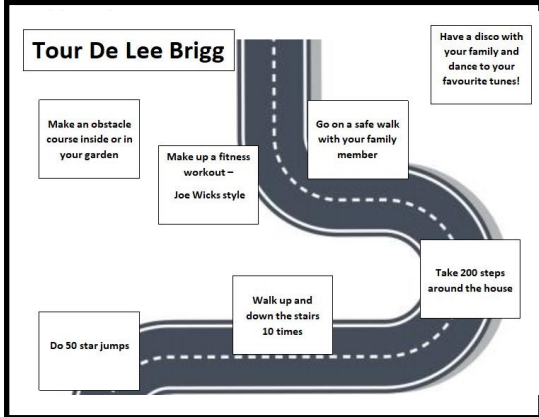 Tour De Lee Brigg
Have a disco with
your family and
dance to your
favourite tunes!
Make an obstacle
course inside or in
your garden
Make up a fitness
workout –
Joe Wicks style
Go on a safe walk
with your family
member
Take 200 steps
around the house
Walk up and
down the stairs
10 times
Do 50 star jumps